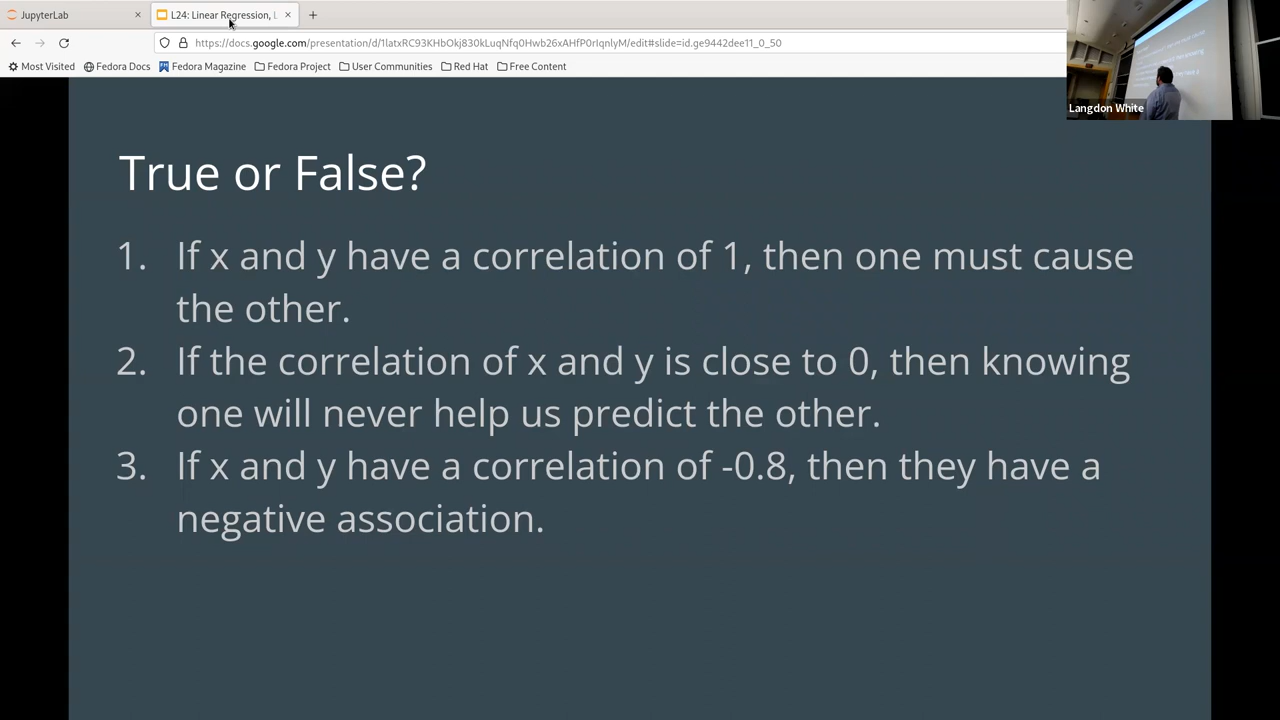 JupyterLab
L24: Linear Regression, L
https://docs.google.com/presentation/d/1latxRC93KHbOkj830kLuqNfq0Hwb26xAHfP0rIqnlyM/edit#slide=id.ge9442dee11_0_50
Most Visited Fedora Docs Fedora Magazine Fedora Project User Communities Red Hat Free Content
Langdon White
True or False?
1. If x and y have a correlation of 1, then one must cause
the other.
2. If the correlation of x and y is close to 0, then knowing
one will never help us predict the other.
3. If x and y have a correlation of -0.8, then they have a
negative association.